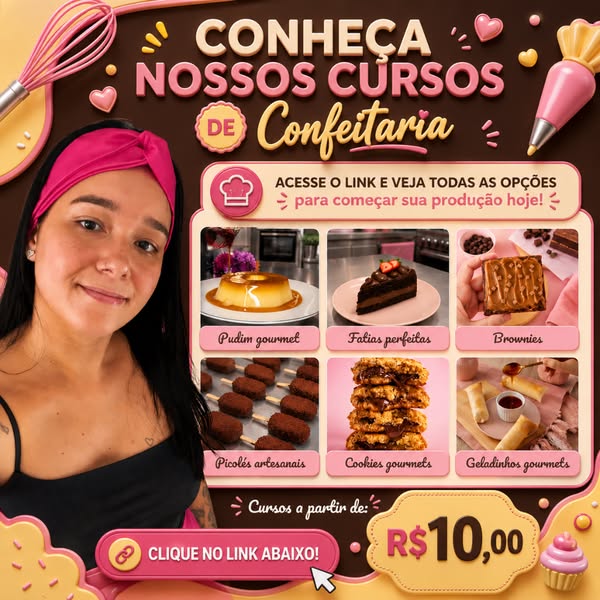 CONHEÇA
NOSSOS CURSOS
DE Confeitaria
ACESSE O LINK E VEJA TODAS AS OPÇÕES
para começar sua produção hoje!
Pudim gourmet
Fatias perfeitas
Brownies
Picolés artesanais
Cookies gourmets
Geladinhos gourmets
Cursos a partir de:
R$10,00
CLIQUE NO LINK ABAIXO!